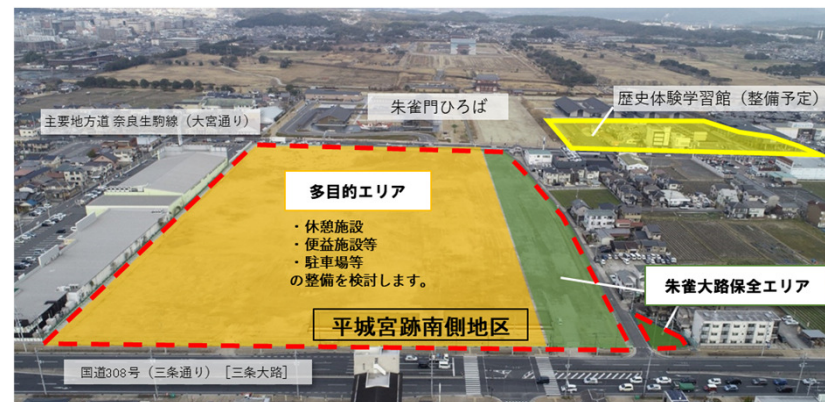 歴史体験学習館（整備予定）
朱雀門ひろば
主要地方道 奈良生駒線（大宮通り）
多目的エリア
・休憩施設
・便益施設等
・駐車場等
の整備を検討します。
朱雀大路保全エリア
平城宮跡南側地区
国道308号（三条通り）［三条大路］